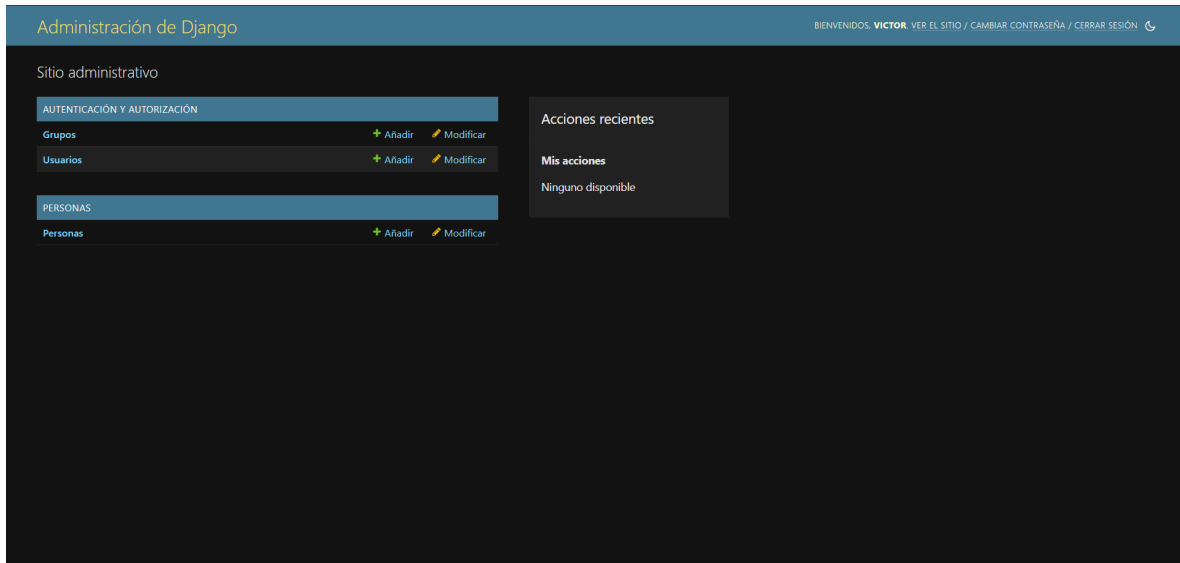 Administración de Django
BIENVENIDOS, VICTOR. VER EL SITIO / CAMBIAR CONTRASEÑA / CERRAR SESIÓN
Sitio administrativo
AUTENTICACIÓN Y AUTORIZACIÓN
Grupos Añadir Modificar
Usuarios Añadir Modificar
PERSONAS
Personas Añadir Modificar
Acciones recientes
Mis acciones
Ninguno disponible